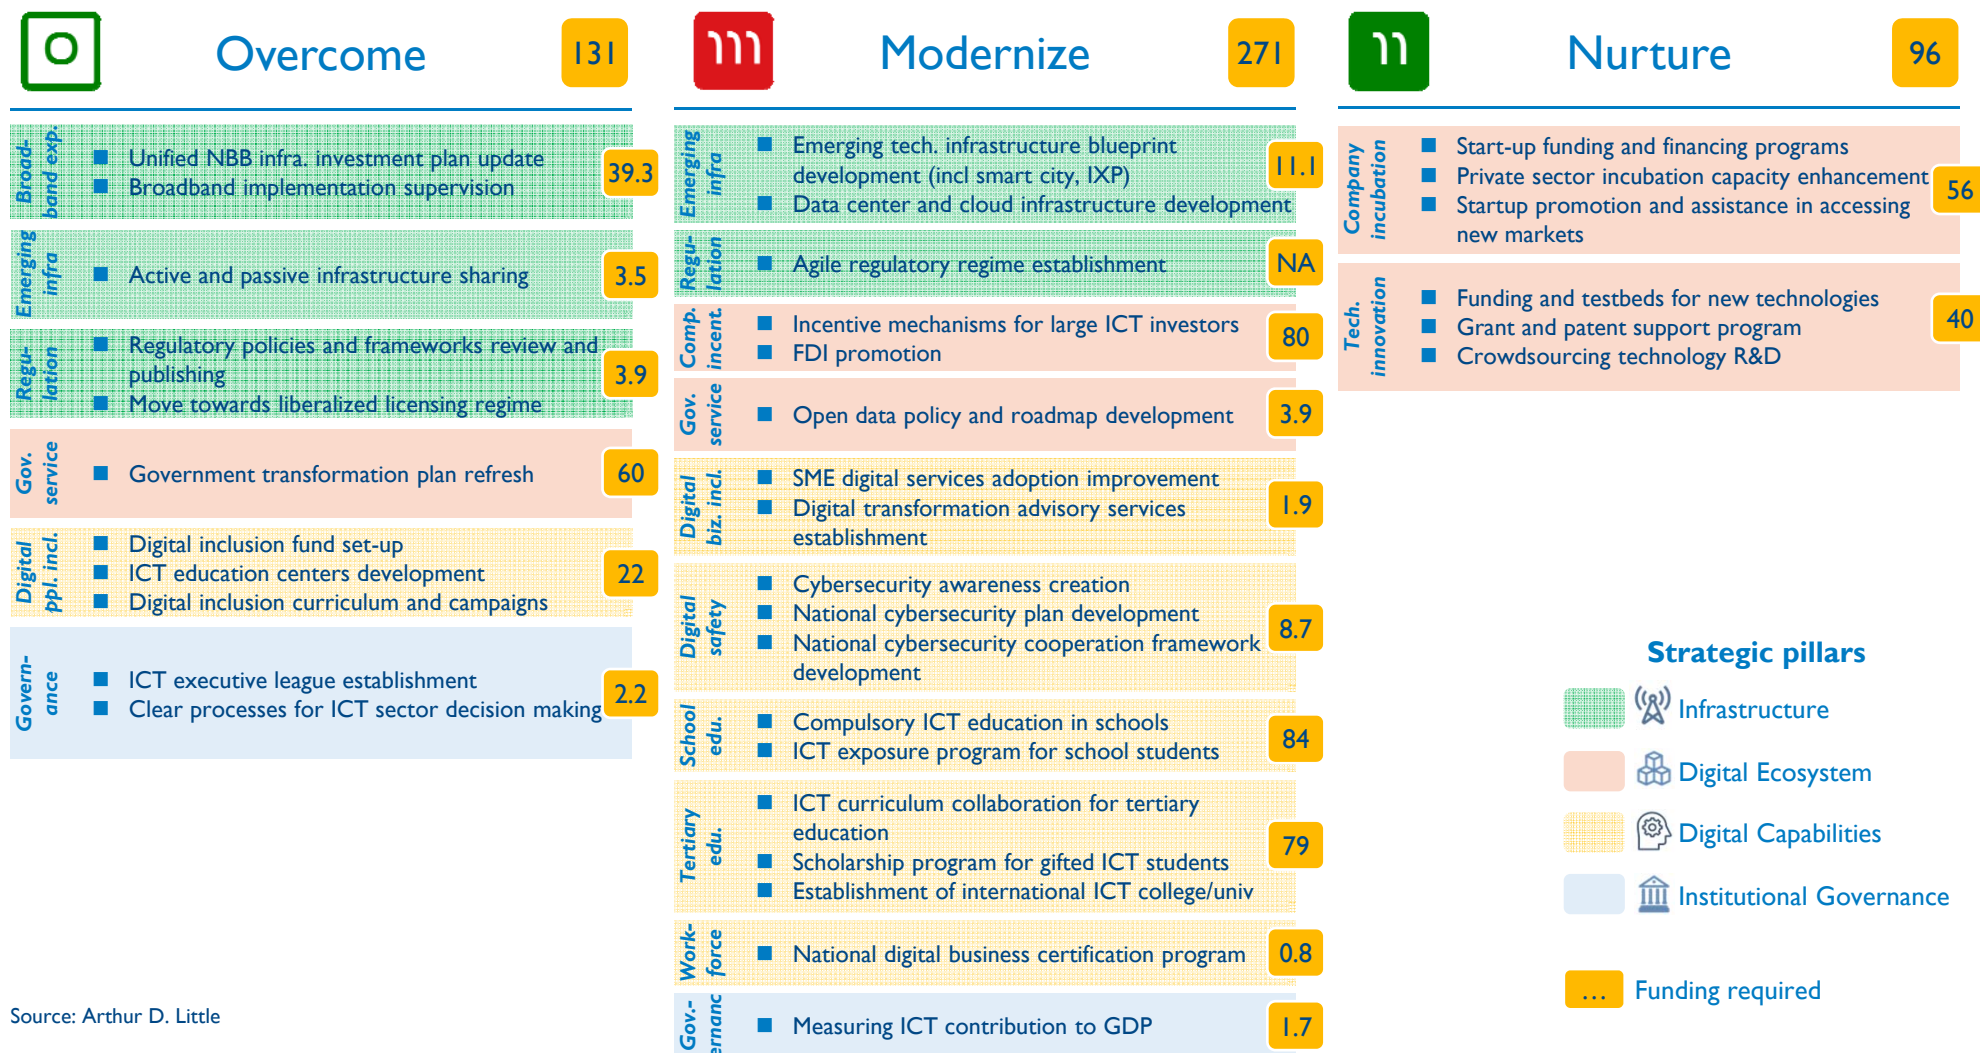 Overcome
131
Broad-
band exp.
Unified NBB infra. investment plan update
Broadband implementation supervision
39.3
Emerging
infra
Active and passive infrastructure sharing
3.5
Regu-
lation
Regulatory policies and frameworks review and
publishing
Move towards liberalized licensing regime
3.9
Gov.
service
Government transformation plan refresh
60
Digital
ppl. incl.
Digital inclusion fund set-up
ICT education centers development
Digital inclusion curriculum and campaigns
22
Govern-
ance
ICT executive league establishment
Clear processes for ICT sector decision making
2.2
Modernize
271
Emerging
infra
Emerging tech. infrastructure blueprint
development (incl smart city, IXP)
Data center and cloud infrastructure development
11.1
Regu-
lation
Agile regulatory regime establishment
NA
Comp.
incent.
Incentive mechanisms for large ICT investors
FDI promotion
80
Gov.
service
Open data policy and roadmap development
3.9
Digital
biz. incl.
SME digital services adoption improvement
Digital transformation advisory services
establishment
1.9
Digital
safety
Cybersecurity awareness creation
National cybersecurity plan development
National cybersecurity cooperation framework
development
8.7
School
edu.
Compulsory ICT education in schools
ICT exposure program for school students
84
Tertiary
edu.
ICT curriculum collaboration for tertiary
education
Scholarship program for gifted ICT students
Establishment of international ICT college/univ
79
Work-
force
National digital business certification program
0.8
Gov.-
ernanc
Measuring ICT contribution to GDP
1.7
Nurture
96
Company
incubation
Start-up funding and financing programs
Private sector incubation capacity enhancement
Startup promotion and assistance in accessing
new markets
56
Tech.
innovation
Funding and testbeds for new technologies
Grant and patent support program
Crowdsourcing technology R&D
40
Strategic pillars
Infrastructure
Digital Ecosystem
Digital Capabilities
Institutional Governance
... Funding required
Source: Arthur D. Little